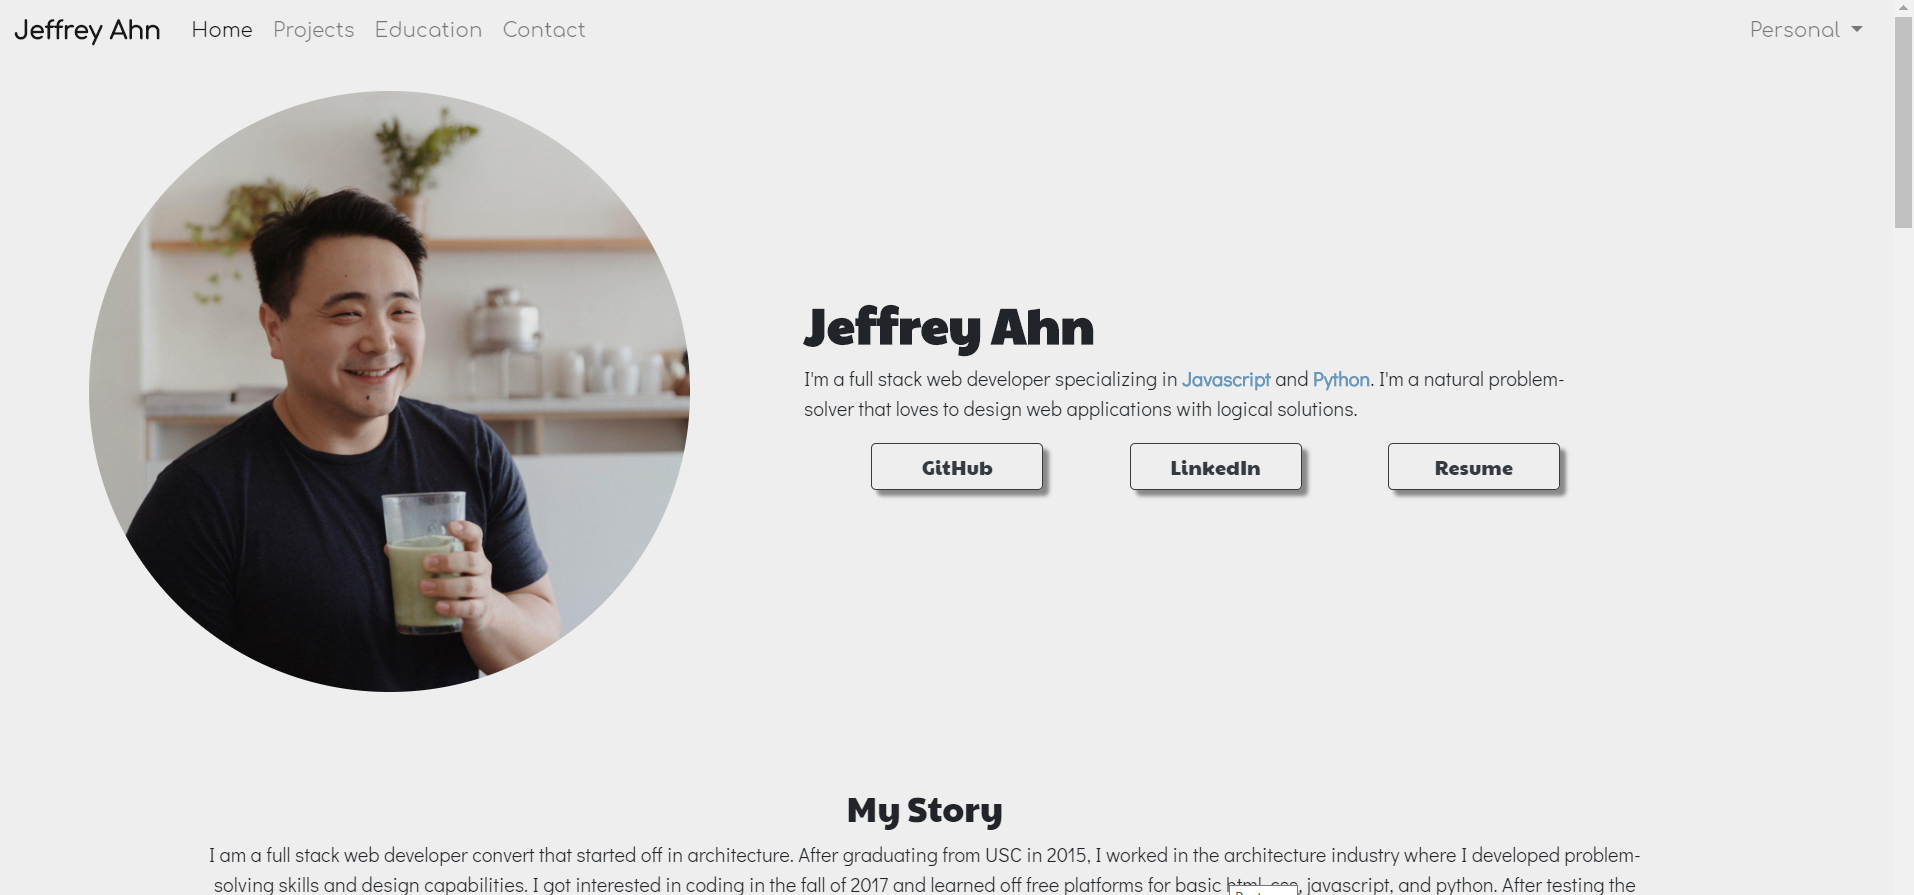 Jeffrey Ahn Home Projects Education Contact Personal
Jeffrey Ahn
I'm a full stack web developer specializing in Javascript and Python. I'm a natural problem-
solver that loves to design web applications with logical solutions.
GitHub LinkedIn Resume
My Story
I am a full stack web developer convert that started off in architecture. After graduating from USC in 2015, I worked in the architecture industry where I developed problem-
solving skills and design capabilities. I got interested in coding in the fall of 2017 and learned off free platforms for basic html, css, javascript, and python. After testing the